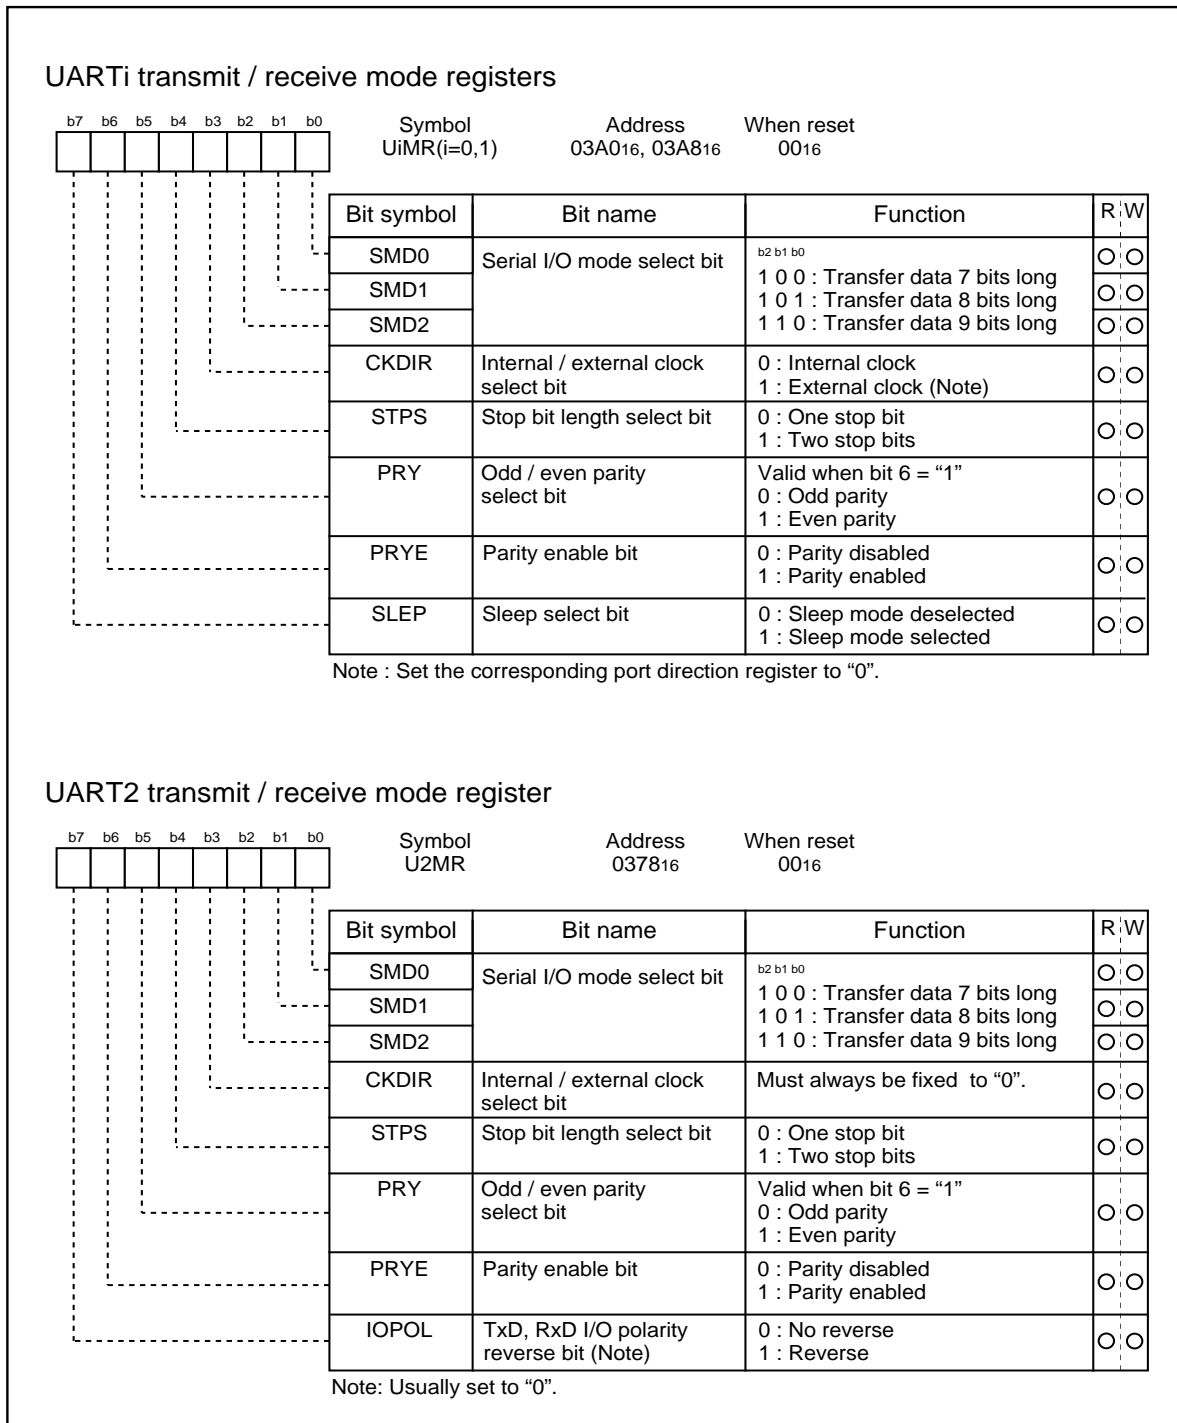 UARTi transmit / receive mode registers
b7 b6 b5 b4 b3 b2 b1 b0
Symbol Address When reset
UiMR(i=0,1) 03A016, 03A816 0016
Bit symbol Bit name Function R W
SMD0 Serial I/O mode select bit b2 b1 b0
1 0 0 : Transfer data 7 bits long
SMD1 1 0 1 : Transfer data 8 bits long
SMD2 1 1 0 : Transfer data 9 bits long
CKDIR Internal / external clock 0 : Internal clock
select bit 1 : External clock (Note)
STPS Stop bit length select bit 0 : One stop bit
1 : Two stop bits
PRY Odd / even parity Valid when bit 6 = “1”
select bit 0 : Odd parity
1 : Even parity
PRYE Parity enable bit 0 : Parity disabled
1 : Parity enabled
SLEP Sleep select bit 0 : Sleep mode deselected
1 : Sleep mode selected
Note : Set the corresponding port direction register to “0”.
UART2 transmit / receive mode register
b7 b6 b5 b4 b3 b2 b1 b0
Symbol Address When reset
U2MR 037816 0016
Bit symbol Bit name Function R W
SMD0 Serial I/O mode select bit b2 b1 b0
1 0 0 : Transfer data 7 bits long
SMD1 1 0 1 : Transfer data 8 bits long
SMD2 1 1 0 : Transfer data 9 bits long
CKDIR Internal / external clock Must always be fixed to “0”.
select bit
STPS Stop bit length select bit 0 : One stop bit
1 : Two stop bits
PRY Odd / even parity Valid when bit 6 = “1”
select bit 0 : Odd parity
1 : Even parity
PRYE Parity enable bit 0 : Parity disabled
1 : Parity enabled
IOPOL TxD, RxD I/O polarity 0 : No reverse
reverse bit (Note) 1 : Reverse
Note: Usually set to “0”.